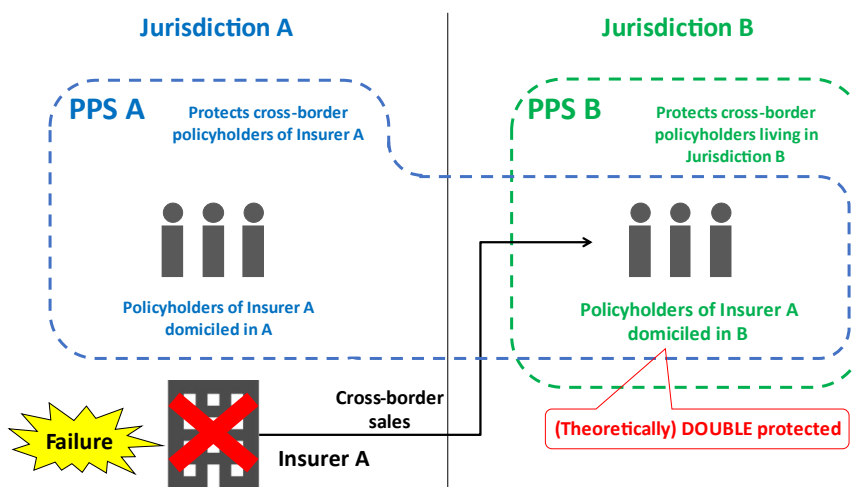 Jurisdiction A
Jurisdiction B
PPS A
Protects cross-border
policyholders of Insurer A
PPS B
Protects cross-border
policyholders living in
Jurisdiction B
Policyholders of Insurer A
domiciled in A
Policyholders of Insurer A
domiciled in B
Failure
Insurer A
Cross-border
sales
(Theoretically) DOUBLE protected